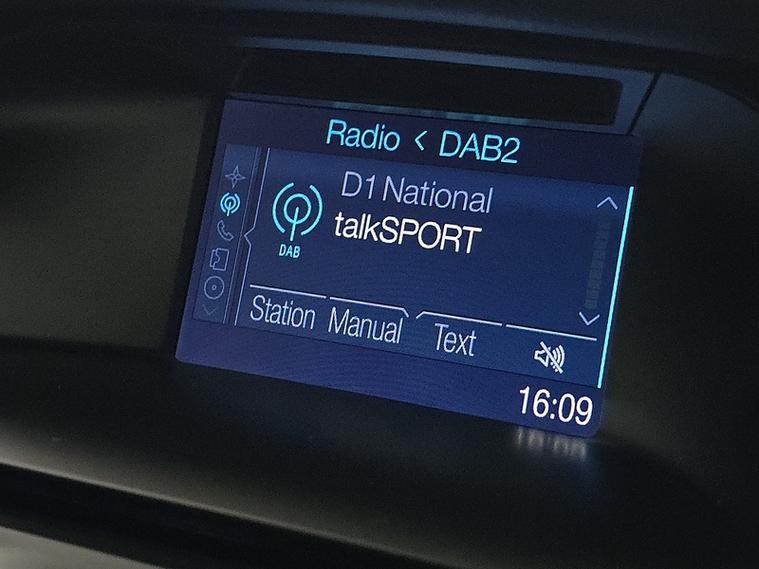 Radio < DAB2
D1 National
talkSPORT
DAB
Station Manual Text
16:09